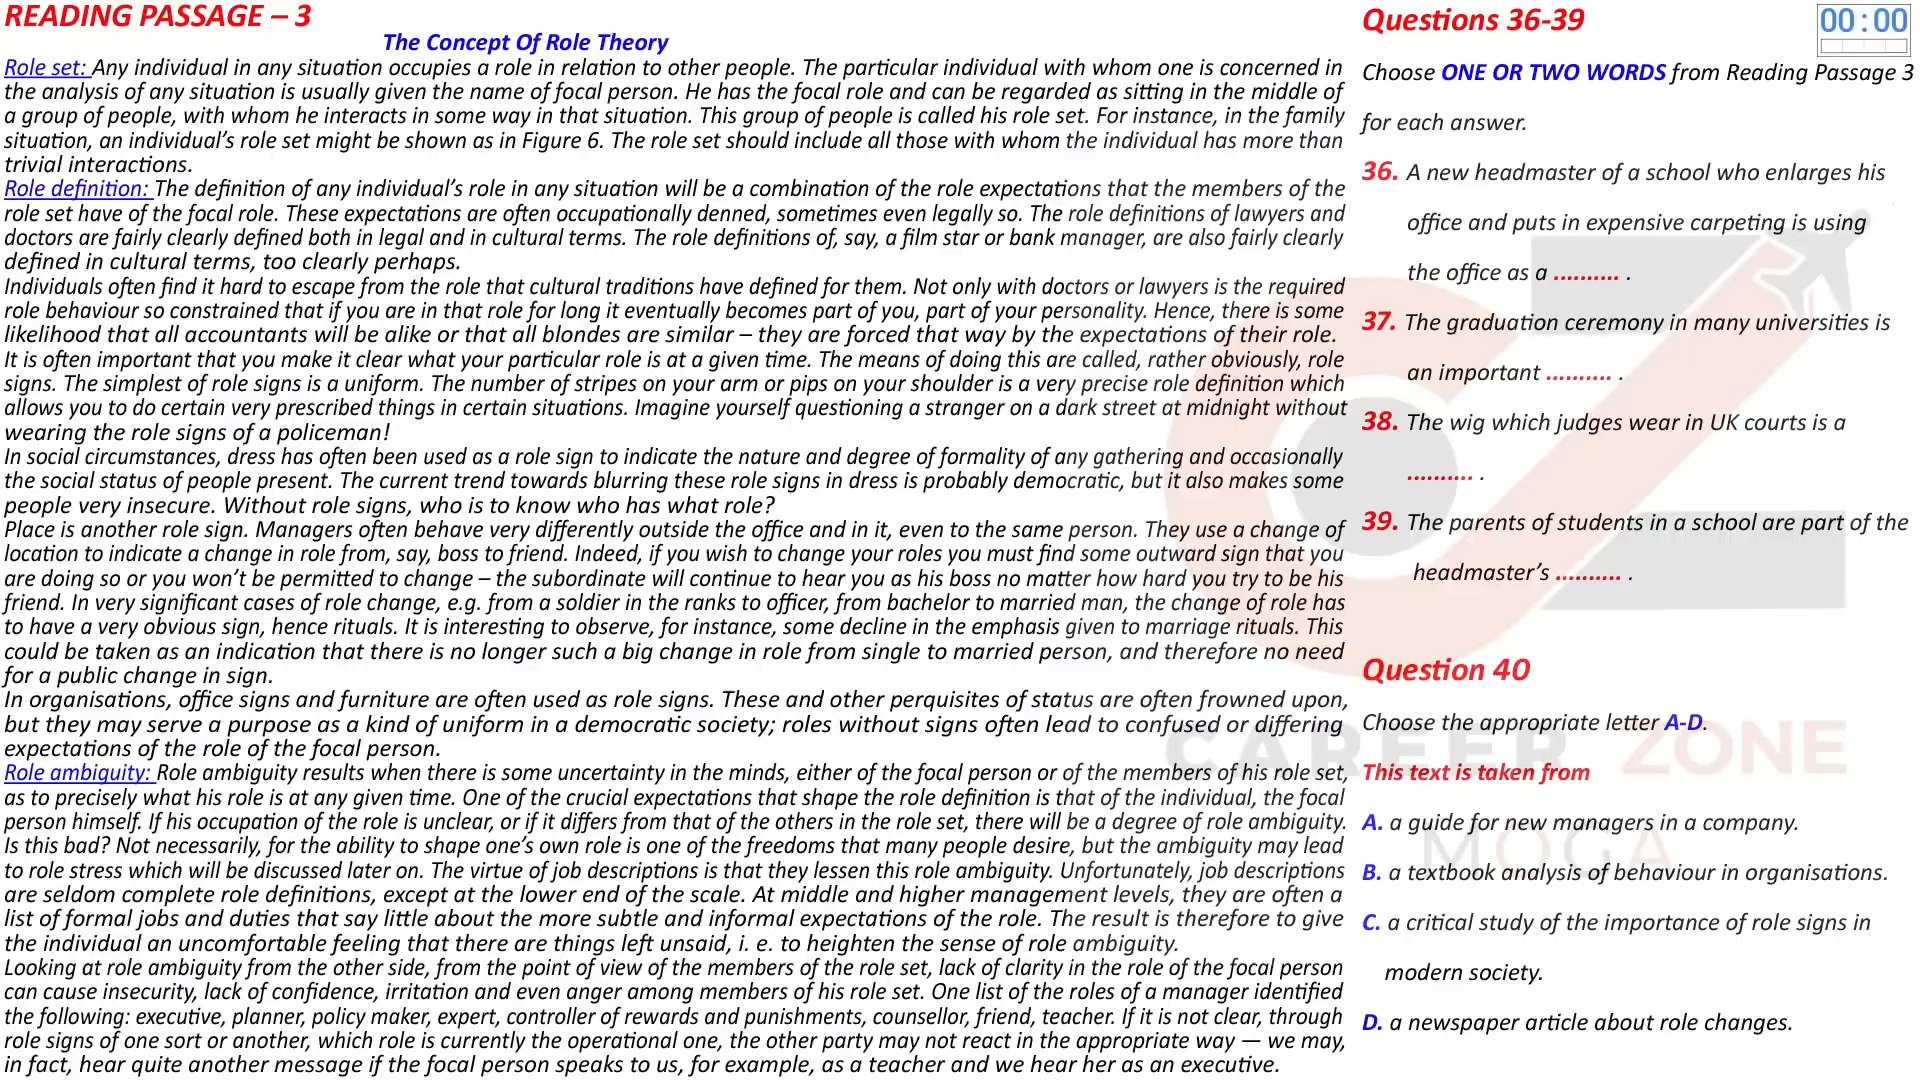 READING PASSAGE – 3
The Concept Of Role Theory
Role set: Any individual in any situation occupies a role in relation to other people. The particular individual with whom one is concerned in
the analysis of any situation is usually given the name of focal person. He has the focal role and can be regarded as sitting in the middle of
a group of people, with whom he interacts in some way in that situation. This group of people is called his role set. For instance, in the family
situation, an individual’s role set might be shown as in Figure 6. The role set should include all those with whom the individual has more than
trivial interactions.
Role definition: The definition of any individual’s role in any situation will be a combination of the role expectations that the members of the
role set have of the focal role. These expectations are often occupationally denned, sometimes even legally so. The role definitions of lawyers and
doctors are fairly clearly defined both in legal and in cultural terms. The role definitions of, say, a film star or bank manager, are also fairly clearly
defined in cultural terms, too clearly perhaps.
Individuals often find it hard to escape from the role that cultural traditions have defined for them. Not only with doctors or lawyers is the required
role behaviour so constrained that if you are in that role for long it eventually becomes part of you, part of your personality. Hence, there is some
likelihood that all accountants will be alike or that all blondes are similar – they are forced that way by the expectations of their role.
It is often important that you make it clear what your particular role is at a given time. The means of doing this are called, rather obviously, role
signs. The simplest of role signs is a uniform. The number of stripes on your arm or pips on your shoulder is a very precise role definition which
allows you to do certain very prescribed things in certain situations. Imagine yourself questioning a stranger on a dark street at midnight without
wearing the role signs of a policeman!
In social circumstances, dress has often been used as a role sign to indicate the nature and degree of formality of any gathering and occasionally
the social status of people present. The current trend towards blurring these role signs in dress is probably democratic, but it also makes some
people very insecure. Without role signs, who is to know who has what role?
Place is another role sign. Managers often behave very differently outside the office and in it, even to the same person. They use a change of
location to indicate a change in role from, say, boss to friend. Indeed, if you wish to change your roles you must find some outward sign that you
are doing so or you won’t be permitted to change – the subordinate will continue to hear you as his boss no matter how hard you try to be his
friend. In very significant cases of role change, e.g. from a soldier in the ranks to officer, from bachelor to married man, the change of role has
to have a very obvious sign, hence rituals. It is interesting to observe, for instance, some decline in the emphasis given to marriage rituals. This
could be taken as an indication that there is no longer such a big change in role from single to married person, and therefore no need
for a public change in sign.
In organisations, office signs and furniture are often used as role signs. These and other perquisites of status are often frowned upon,
but they may serve a purpose as a kind of uniform in a democratic society; roles without signs often lead to confused or differing
expectations of the role of the focal person.
Role ambiguity: Role ambiguity results when there is some uncertainty in the minds, either of the focal person or of the members of his role set,
as to precisely what his role is at any given time. One of the crucial expectations that shape the role definition is that of the individual, the focal
person himself. If his occupation of the role is unclear, or if it differs from that of the others in the role set, there will be a degree of role ambiguity.
Is this bad? Not necessarily, for the ability to shape one’s own role is one of the freedoms that many people desire, but the ambiguity may lead
to role stress which will be discussed later on. The virtue of job descriptions is that they lessen this role ambiguity. Unfortunately, job descriptions
are seldom complete role definitions, except at the lower end of the scale. At middle and higher management levels, they are often a
list of formal jobs and duties that say little about the more subtle and informal expectations of the role. The result is therefore to give
the individual an uncomfortable feeling that there are things left unsaid, i. e. to heighten the sense of role ambiguity.
Looking at role ambiguity from the other side, from the point of view of the members of the role set, lack of clarity in the role of the focal person
can cause insecurity, lack of confidence, irritation and even anger among members of his role set. One list of the roles of a manager identified
the following: executive, planner, policy maker, expert, controller of rewards and punishments, counsellor, friend, teacher. If it is not clear, through
role signs of one sort or another, which role is currently the operational one, the other party may not react in the appropriate way — we may,
in fact, hear quite another message if the focal person speaks to us, for example, as a teacher and we hear her as an executive.
Questions 36-39
00:00
Choose ONE OR TWO WORDS from Reading Passage 3
for each answer.
36. A new headmaster of a school who enlarges his
office and puts in expensive carpeting is using
the office as a .......... .
37. The graduation ceremony in many universities is
an important .......... .
38. The wig which judges wear in UK courts is a
.......... .
39. The parents of students in a school are part of the
headmaster’s .......... .
Question 40
Choose the appropriate letter A-D.
This text is taken from
A. a guide for new managers in a company.
B. a textbook analysis of behaviour in organisations.
C. a critical study of the importance of role signs in
modern society.
D. a newspaper article about role changes.
CAREER ZONE
MOGA